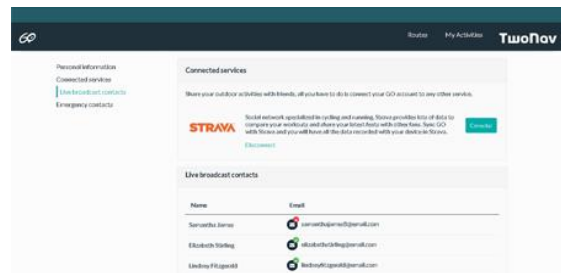 GO
Routes
My Activities
TwoNav
Personal information
Connected services
Live broadcast contacts
Emergency contacts
Connected services
Share your outdoor activities with friends, all you have to do is connect your GO account to any other service.
STRAVA
Social network specialized in cycling and running. Strava provides lots of data to
compare your workouts and share your latest feats with other fans. Sync GO
with Strava and you will have all the data recorded with your device in Strava.
Disconnect
Live broadcast contacts
Name
Email
Samantha James
Elizabeth Stirling
Lindsey Fitzgerald